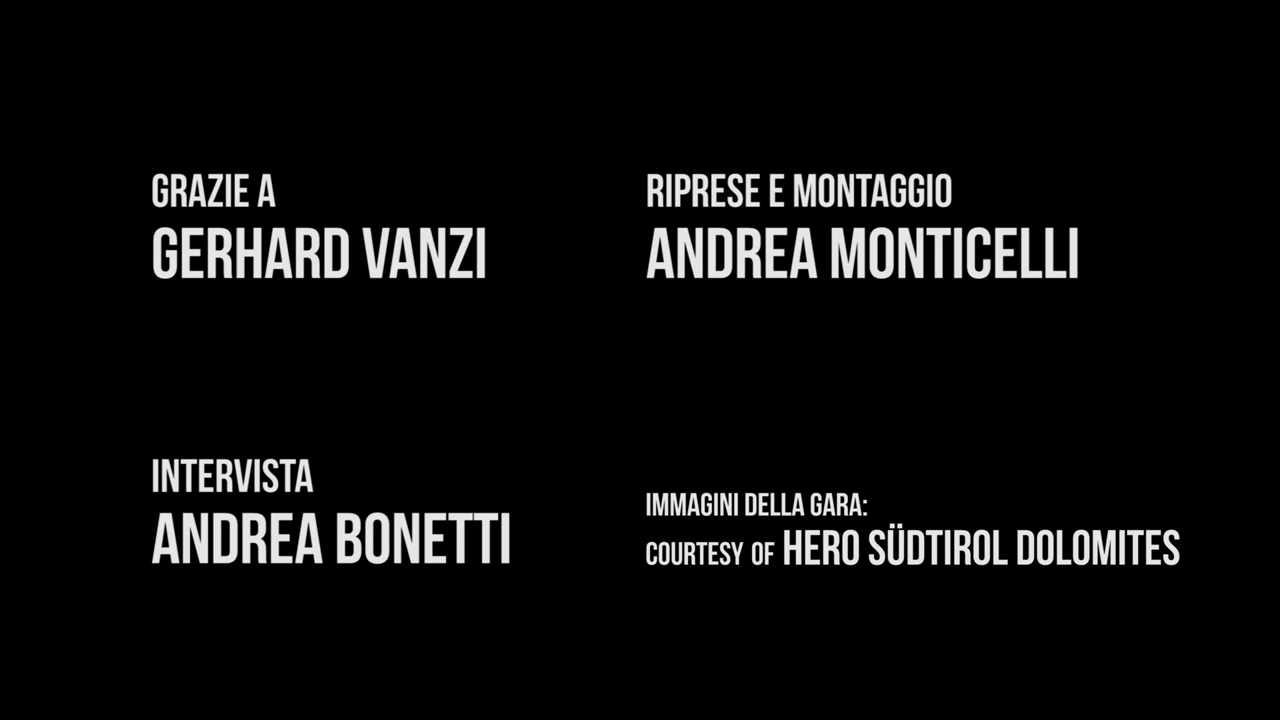 GRAZIE A
GERHARD VANZI
RIPRESE E MONTAGGIO
ANDREA MONTICELLI
INTERVISTA
ANDREA BONETTI
IMMAGINI DELLA GARA:
COURTESY OF HERO SÜDTIROL DOLOMITES